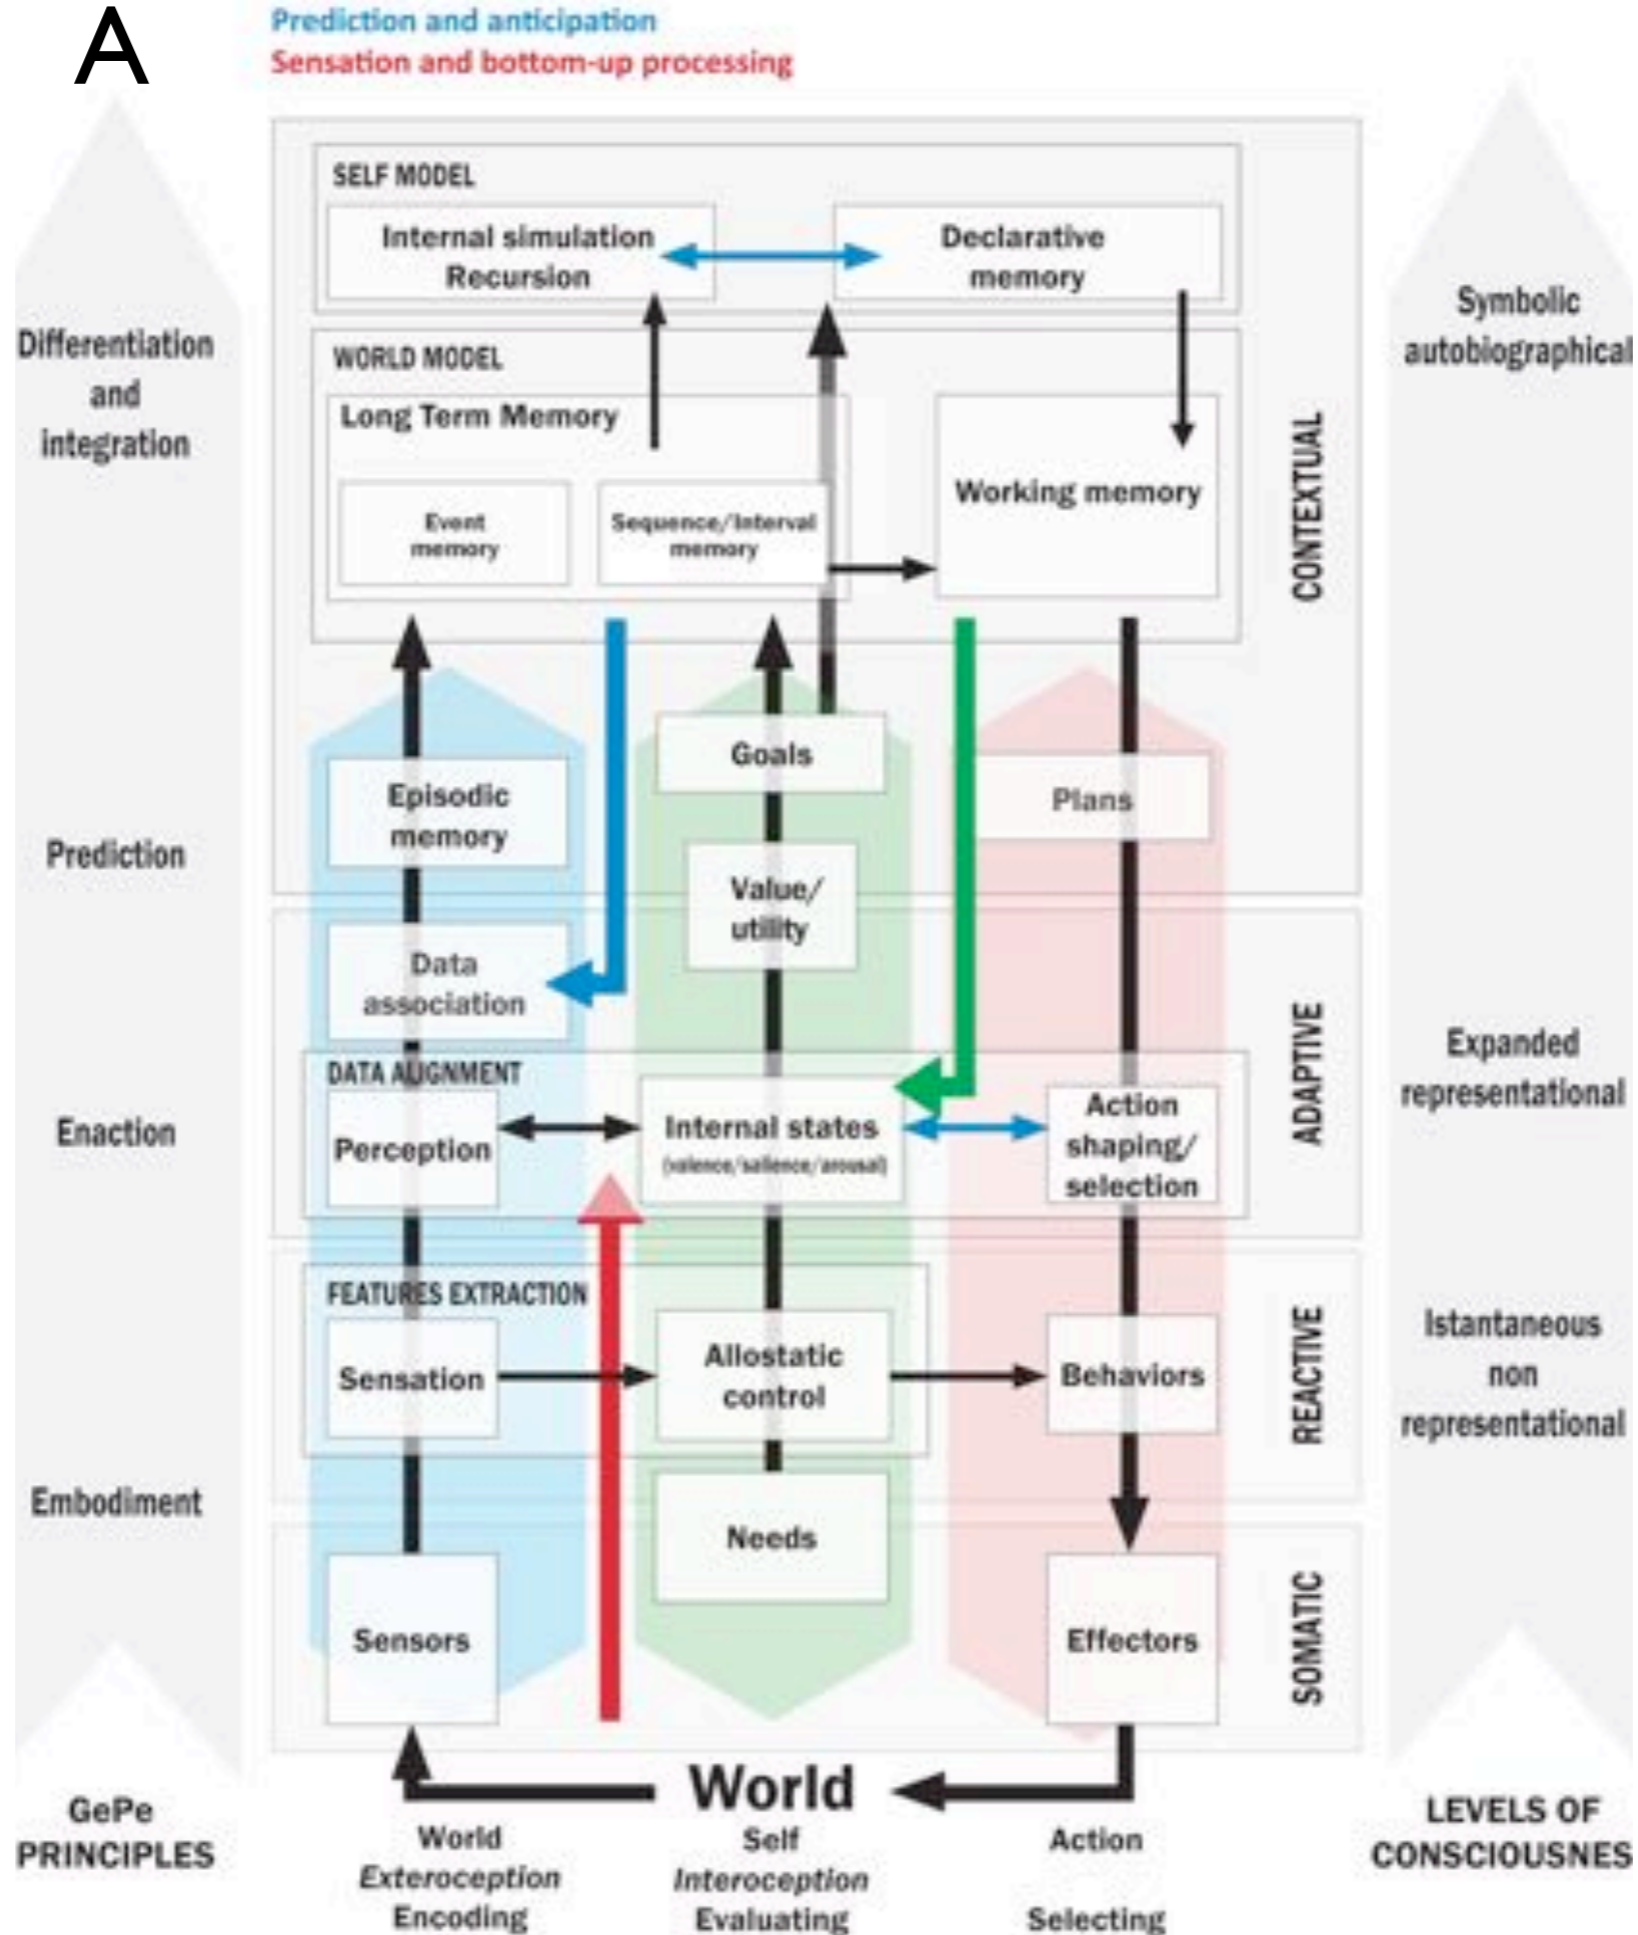 A
Prediction and anticipation
Sensation and bottom-up processing
SELF MODEL
Internal simulation
Recursion
Declarative
memory
WORLD MODEL
Long Term Memory
Event
memory
Sequence/Interval
memory
Working memory
CONTEXTUAL
Goals
Episodic
memory
Plans
Value/
utility
Data
association
DATA ALIGNMENT
Perception
Internal states
(valence/salience/arousal)
Action
shaping/
selection
ADAPTIVE
FEATURES EXTRACTION
Sensation
Allostatic
control
Behaviors
REACTIVE
Needs
Sensors
Effectors
SOMATIC
World
World
Exteroception
Encoding
Self
Interoception
Evaluating
Action
Selecting
Differentiation
and
integration
Prediction
Enaction
Embodiment
GePe
PRINCIPLES
Symbolic
autobiographical
Expanded
representational
Istantaneous
non
representational
LEVELS OF
CONSCIOUSNES